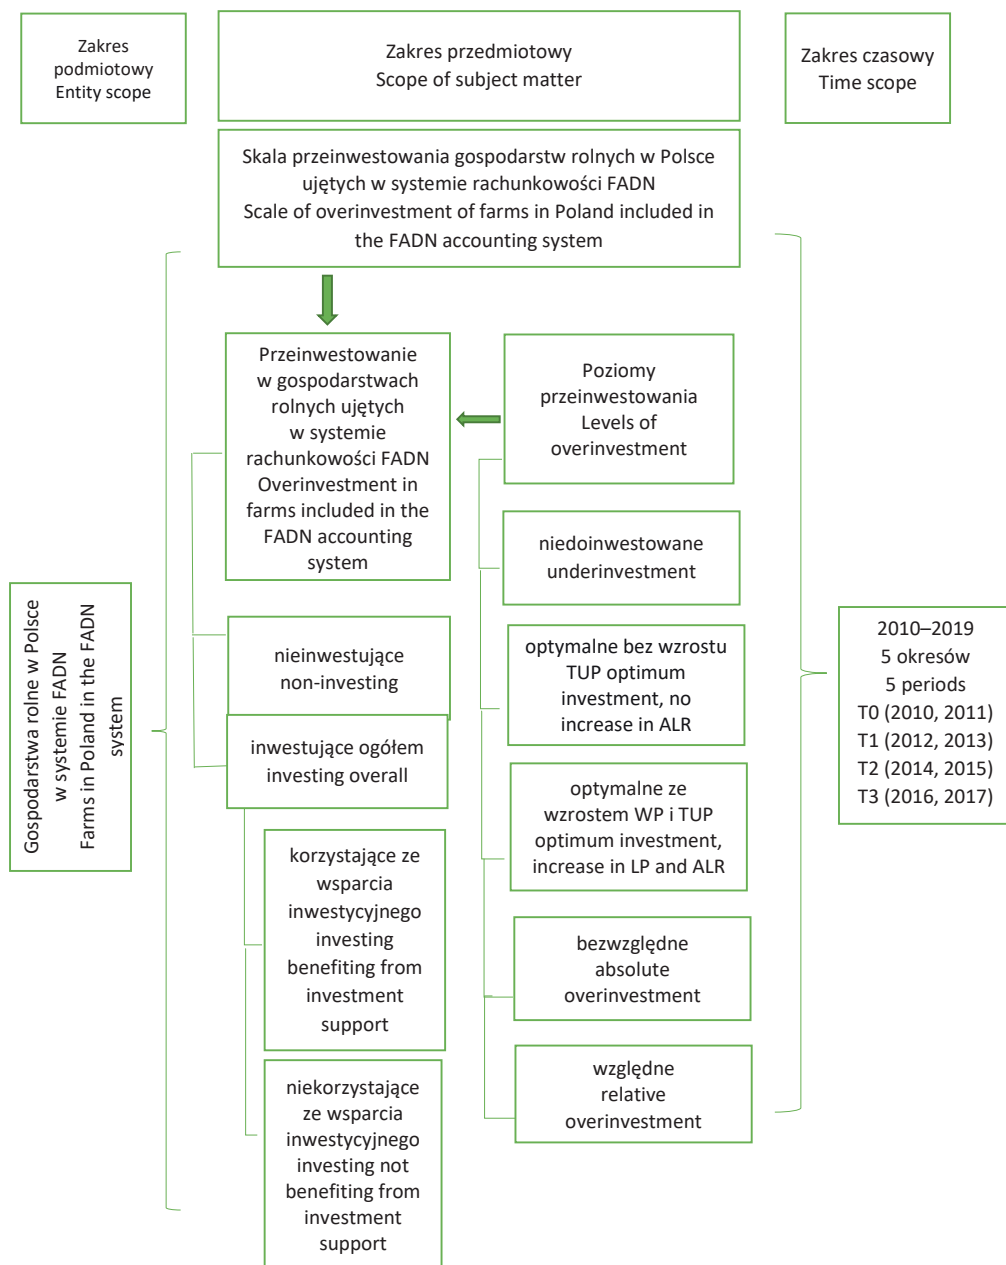 Zakres
podmiotowy
Entity scope
Zakres przedmiotowy
Scope of subject matter
Zakres czasowy
Time scope
Skala przeinwestowania gospodarstw rolnych w Polsce
ujętych w systemie rachunkowości FADN
Scale of overinvestment of farms in Poland included in
the FADN accounting system
Przeinwestowanie
w gospodarstwach
rolnych ujętych
w systemie
rachunkowości FADN
Overinvestment in
farms included in the
FADN accounting
system
Poziomy
przeinwestowania
Levels of
overinvestment
niedoinwestowane
underinvestment
Gospodarstwa rolne w Polsce
w systemie FADN
Farms in Poland in the FADN
system
nieinwestujące
non-investing
optymalne bez wzrostu
TUP optimum
investment, no
increase in ALR
inwestujące ogółem
investing overall
optymalne ze
wzrostem WP i TUP
optimum investment,
increase in LP and ALR
korzystające ze
wsparcia
inwestycyjnego
investing
benefiting from
investment
support
bezwzględne
absolute
overinvestment
niekorzystające
ze wsparcia
inwestycyjnego
investing not
benefiting from
investment
support
względne
relative
overinvestment
2010–2019
5 okresów
5 periods
T0 (2010, 2011)
T1 (2012, 2013)
T2 (2014, 2015)
T3 (2016, 2017)